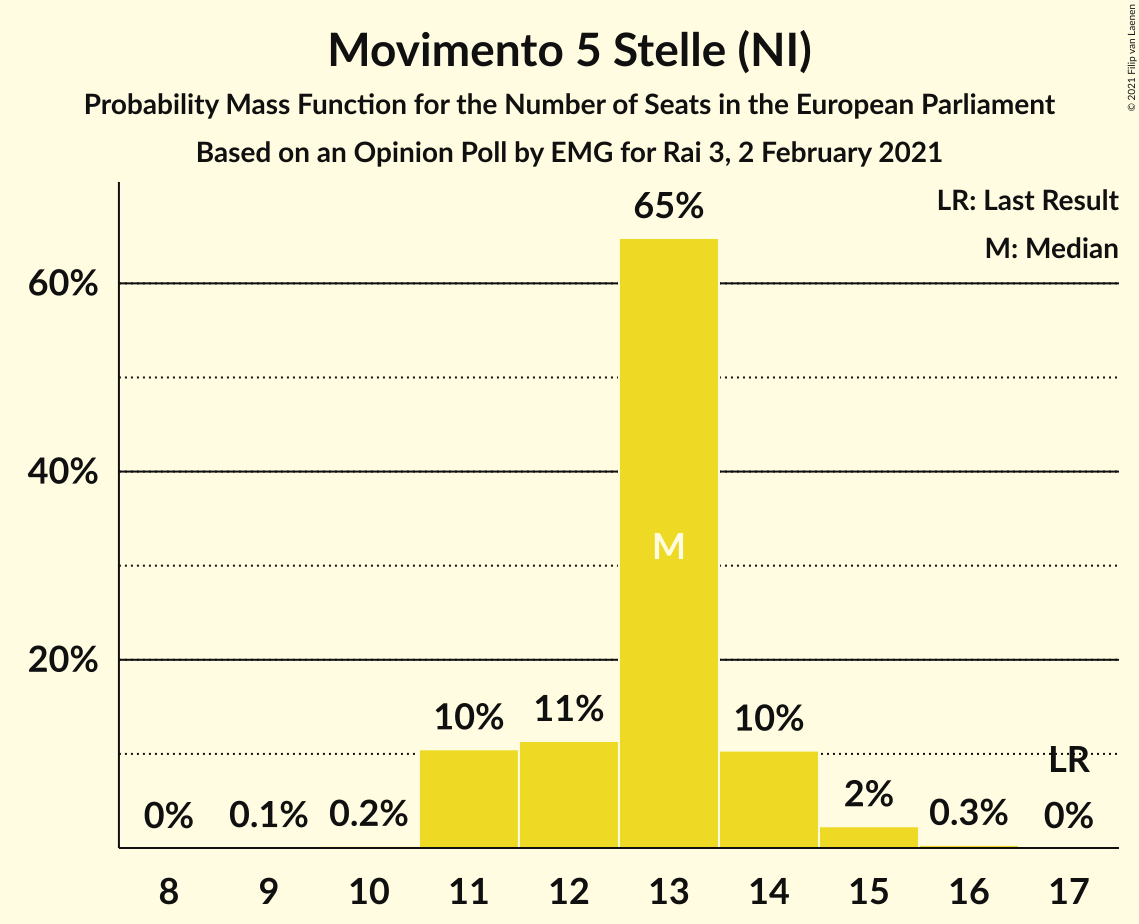 Movimento 5 Stelle (NI)
Probability Mass Function for the Number of Seats in the European Parliament
Based on an Opinion Poll by EMG for Rai 3, 2 February 2021
© 2021 Filip van Laenen
LR: Last Result
M: Median
65%
60%
40%
M
20%
10%
11%
10%
LR
0%
0.1%
0.2%
2%
0.3%
0%
8 9 10 11 12 13 14 15 16 17